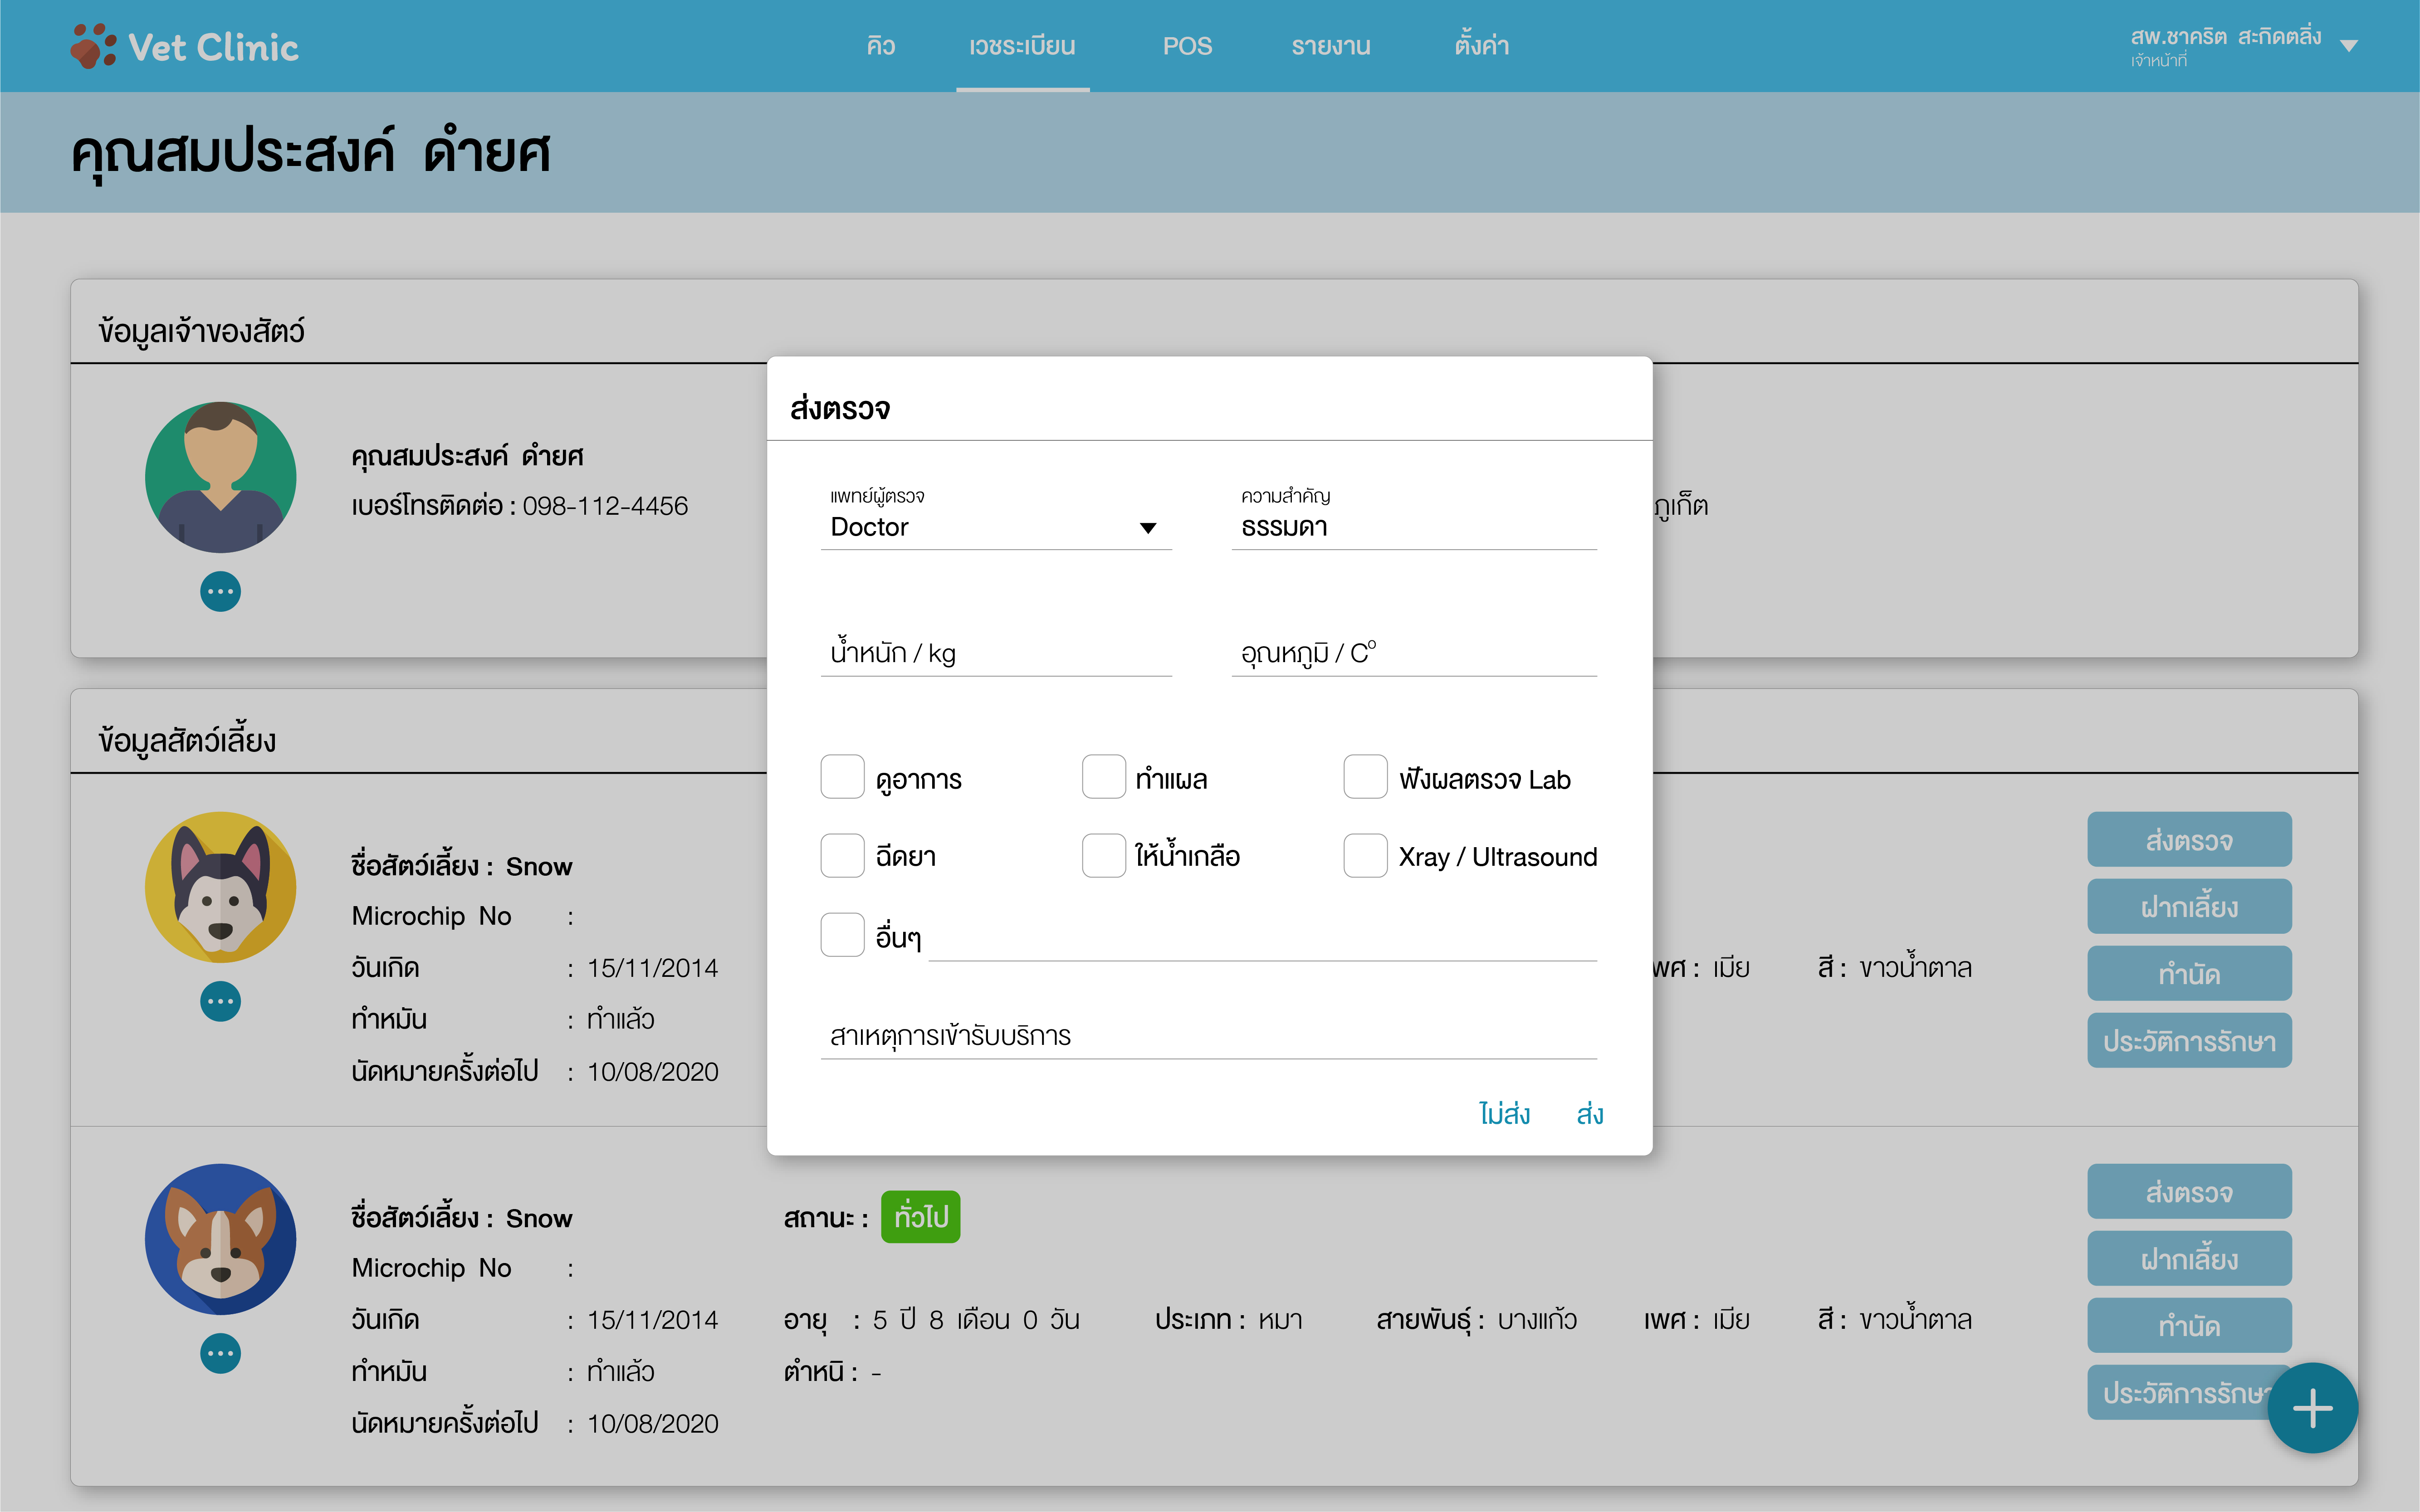 Vet Clinic
คิว เวชระเบียน POS รายงาน ตั้งค่า
สพ.ชาคริต สะกิดตลิ่ง
เจ้าหน้าที่
คุณสมประสงค์ ดำยศ
ข้อมูลเจ้าของสัตว์
คุณสมประสงค์ ดำยศ
เบอร์โทรติดต่อ : 098-112-4456
ภูเก็ต
ส่งตรวจ
แพทย์ผู้ตรวจ ความสำคัญ
Doctor ธรรมดา
น้ำหนัก / kg อุณหภูมิ / Cº
ดูอาการ ทำแผล ฟังผลตรวจ Lab
ฉีดยา ให้น้ำเกลือ Xray / Ultrasound
อื่นๆ
สาเหตุการเข้ารับบริการ
ไม่ส่ง ส่ง
ข้อมูลสัตว์เลี้ยง
ชื่อสัตว์เลี้ยง : Snow
Microchip No :
วันเกิด : 15/11/2014 พศ : เมีย สี : ขาวน้ำตาล
ทำหมัน : ทำแล้ว
นัดหมายครั้งต่อไป : 10/08/2020
ส่งตรวจ
ฝากเลี้ยง
ทำนัด
ประวัติการรักษา
ชื่อสัตว์เลี้ยง : Snow สถานะ : ทั่วไป
Microchip No :
วันเกิด : 15/11/2014 อายุ : 5 ปี 8 เดือน 0 วัน ประเภท : หมา สายพันธุ์ : บางแก้ว เพศ : เมีย สี : ขาวน้ำตาล
ทำหมัน : ทำแล้ว ตำหนิ : -
นัดหมายครั้งต่อไป : 10/08/2020
ส่งตรวจ
ฝากเลี้ยง
ทำนัด
ประวัติการรักษา